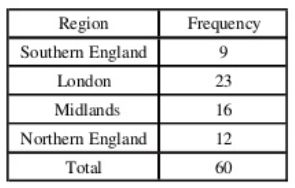 Region Frequency
Southern England 9
London 23
Midlands 16
Northern England 12
Total 60